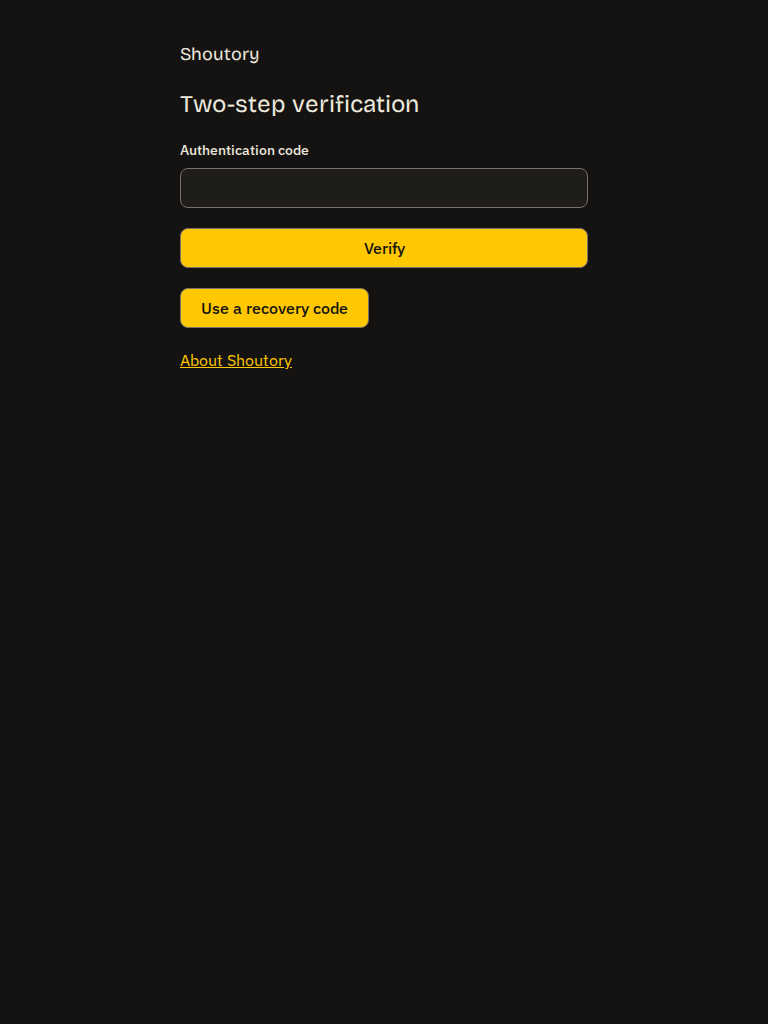 Shoutory
Two-step verification
Authentication code
Verify
Use a recovery code
About Shoutory